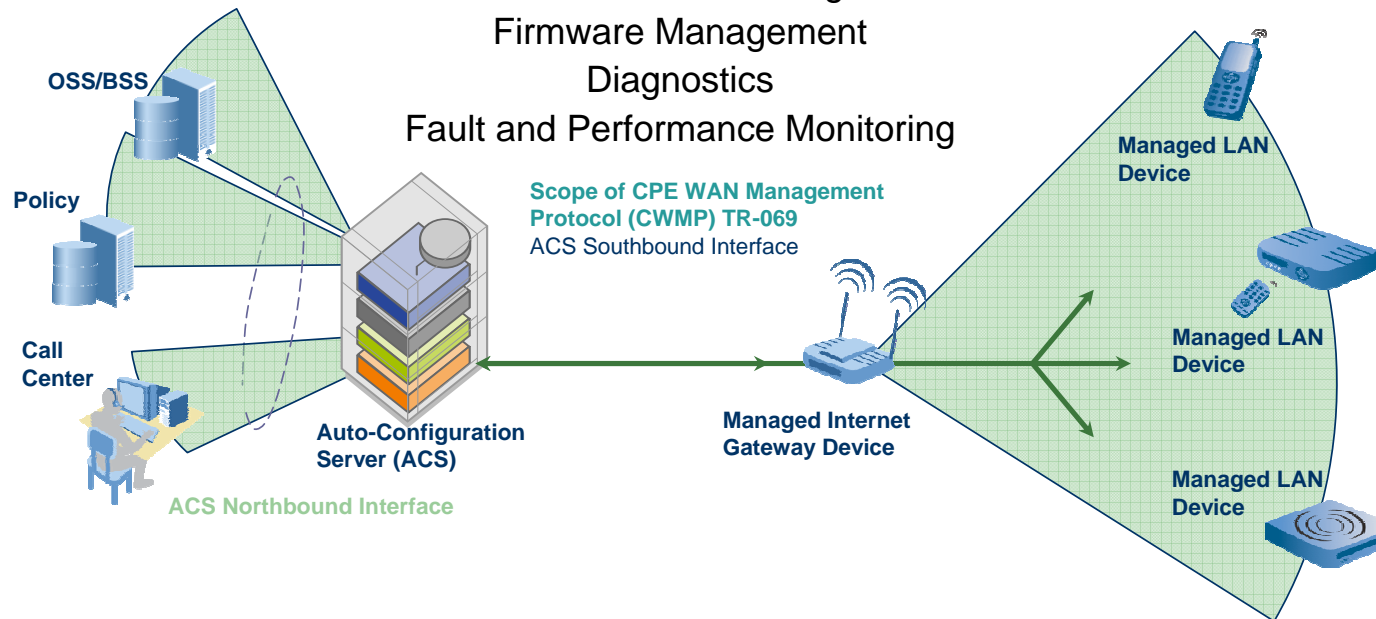 Firmware Management
Diagnostics
Fault and Performance Monitoring
OSS/BSS
Policy
Call
Center
Scope of CPE WAN Management
Protocol (CWMP) TR-069
ACS Southbound Interface
Auto-Configuration
Server (ACS)
ACS Northbound Interface
Managed Internet
Gateway Device
Managed LAN
Device
Managed LAN
Device
Managed LAN
Device